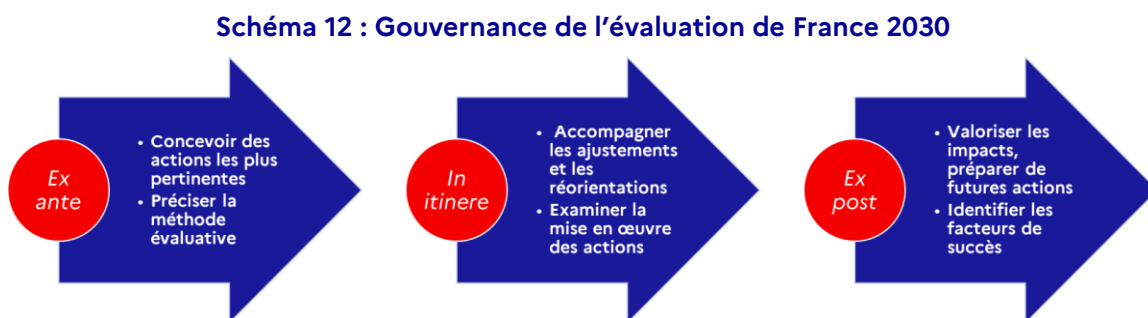 Schéma 12 : Gouvernance de l’évaluation de France 2030
Ex
ante
• Concevoir des
actions les plus
pertinentes
• Préciser la
méthode
évaluative
In
itinere
• Accompagner
les ajustements
et les
réorientations
• Examiner la
mise en œuvre
des actions
Ex
post
• Valoriser les
impacts,
préparer de
futures actions
• Identifier les
facteurs de
succès